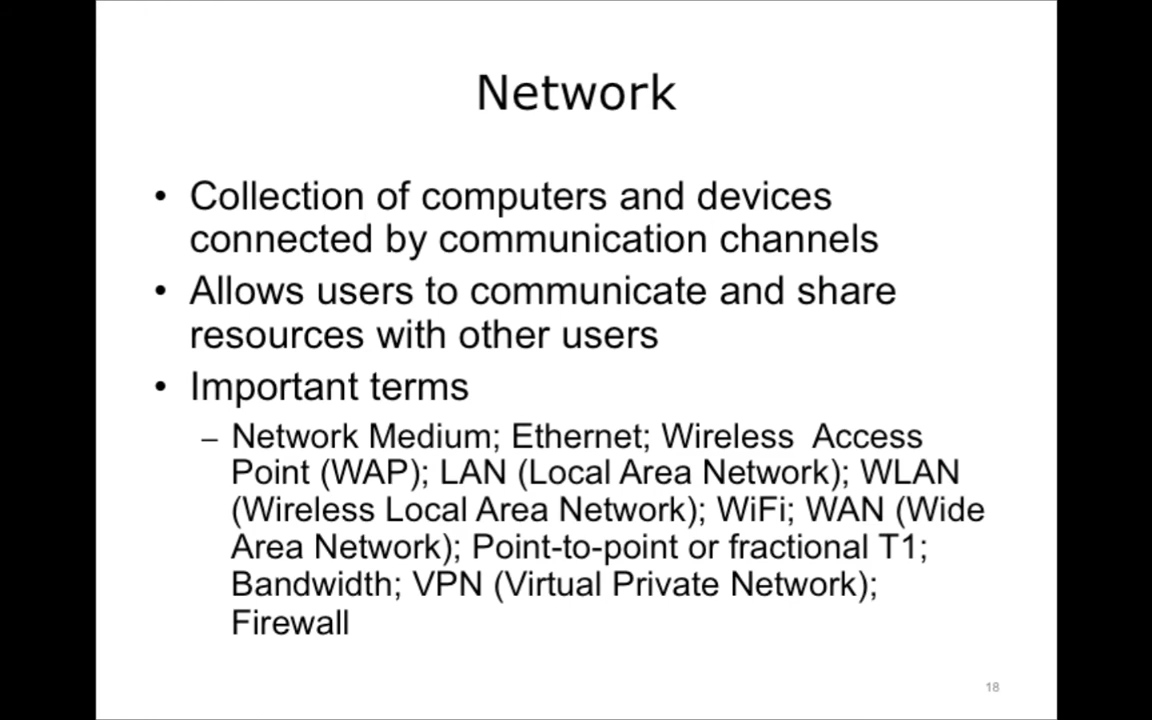 Network
• Collection of computers and devices
connected by communication channels
• Allows users to communicate and share
resources with other users
• Important terms
– Network Medium; Ethernet; Wireless  Access
Point (WAP); LAN (Local Area Network); WLAN
(Wireless Local Area Network); WiFi; WAN (Wide
Area Network); Point-to-point or fractional T1;
Bandwidth; VPN (Virtual Private Network);
Firewall
18